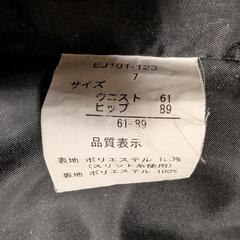 EJ101-123
7
サイズ
ウエスト 61
ヒップ 89
61-89
品質表示
表地 ポリエステル 100%
(スリット糸使用)
裏地 ポリエステル 100%